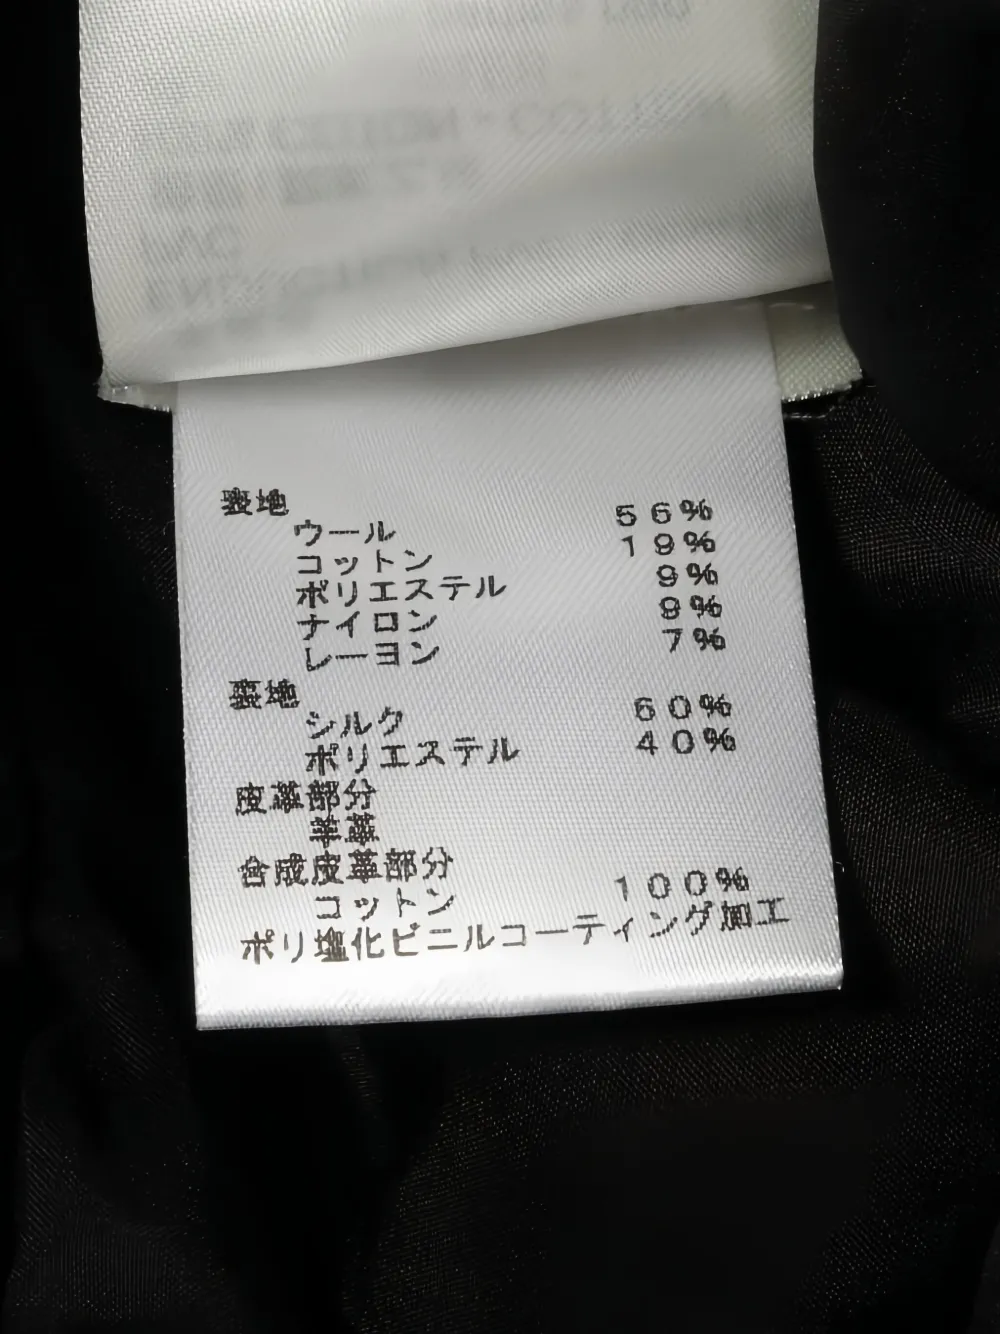 表地
ウール 56%
コットン 19%
ポリエステル 9%
ナイロン 9%
レーヨン 7%
裏地
シルク 60%
ポリエステル 40%
皮革部分
羊革
合成皮革部分
コットン 100%
ポリ塩化ビニルコーティング加工